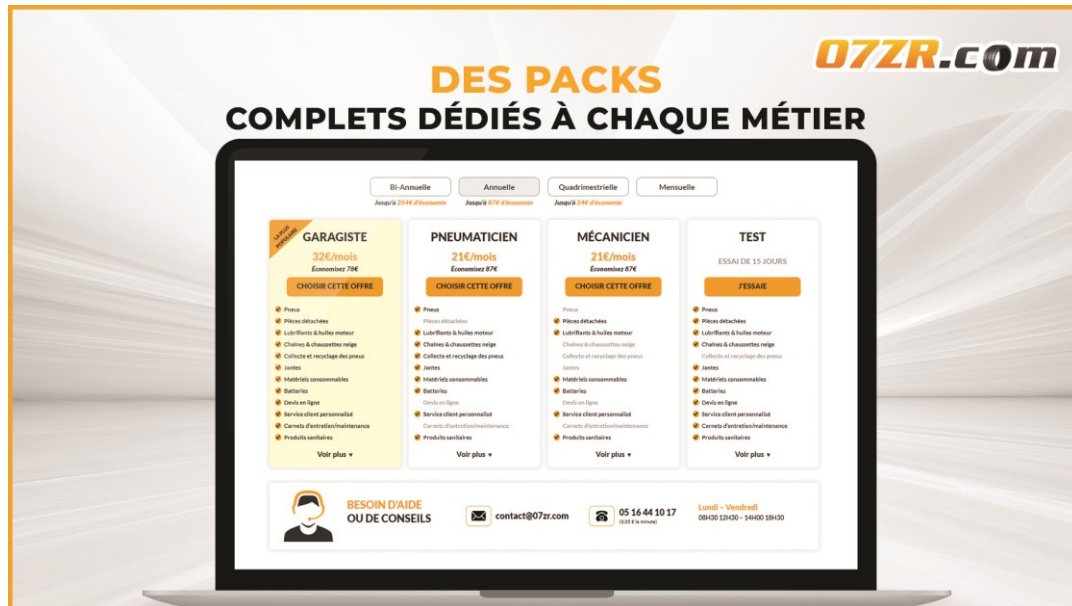 07ZR.com
DES PACKS
COMPLETS DÉDIÉS À CHAQUE MÉTIER
Bi-Annuelle
Annuelle
Quadrimestrielle
Mensuelle
Jusqu'à 254€ d'économie
Jusqu'à 87€ d'économie
Jusqu'à 24€ d'économie
LA PLUS
POPULAIRE
GARAGISTE
32€/mois
Économisez 78€
CHOISIR CETTE OFFRE
Pneus
Pièces détachées
Lubrifiants & huiles moteur
Chaînes & chaussettes neige
Collecte et recyclage des pneus
Jantes
Matériels consommables
Batteries
Devis en ligne
Service client personnalisé
Carnets d'entretien/maintenance
Produits sanitaires
Voir plus ▼
PNEUMATICIEN
21€/mois
Économisez 87€
CHOISIR CETTE OFFRE
Pneus
Pièces détachées
Lubrifiants & huiles moteur
Chaînes & chaussettes neige
Collecte et recyclage des pneus
Jantes
Matériels consommables
Batteries
Devis en ligne
Service client personnalisé
Carnets d'entretien/maintenance
Produits sanitaires
Voir plus ▼
MÉCANICIEN
21€/mois
Économisez 87€
CHOISIR CETTE OFFRE
Pneus
Pièces détachées
Lubrifiants & huiles moteur
Chaînes & chaussettes neige
Collecte et recyclage des pneus
Jantes
Matériels consommables
Batteries
Devis en ligne
Service client personnalisé
Carnets d'entretien/maintenance
Produits sanitaires
Voir plus ▼
TEST
ESSAI DE 15 JOURS
J'ESSAIE
Pneus
Pièces détachées
Lubrifiants & huiles moteur
Chaînes & chaussettes neige
Collecte et recyclage des pneus
Jantes
Matériels consommables
Batteries
Devis en ligne
Service client personnalisé
Carnets d'entretien/maintenance
Produits sanitaires
Voir plus ▼
BESOIN D'AIDE
OU DE CONSEILS
contact@07zr.com
05 16 44 10 17
Lundi – Vendredi
08H30 12H30 – 14H00 18H30